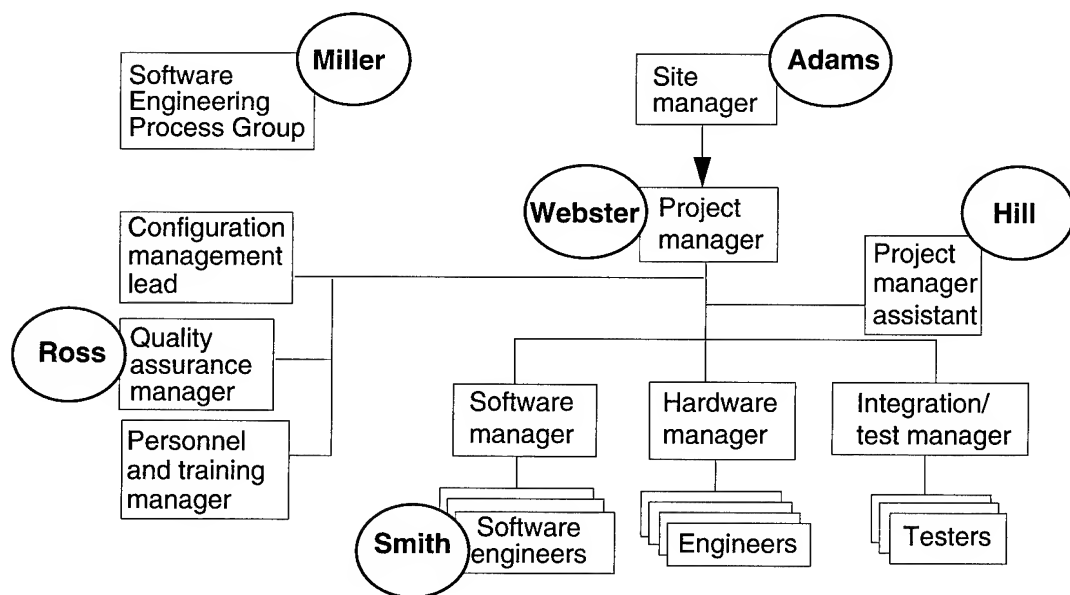 Miller
Software
Engineering
Process Group
Adams
Site
manager
Webster
Project
manager
Hill
Project
manager
assistant
Configuration
management
lead
Ross
Quality
assurance
manager
Personnel
and training
manager
Software
manager
Hardware
manager
Integration/
test manager
Smith
Software
engineers
Engineers
Testers